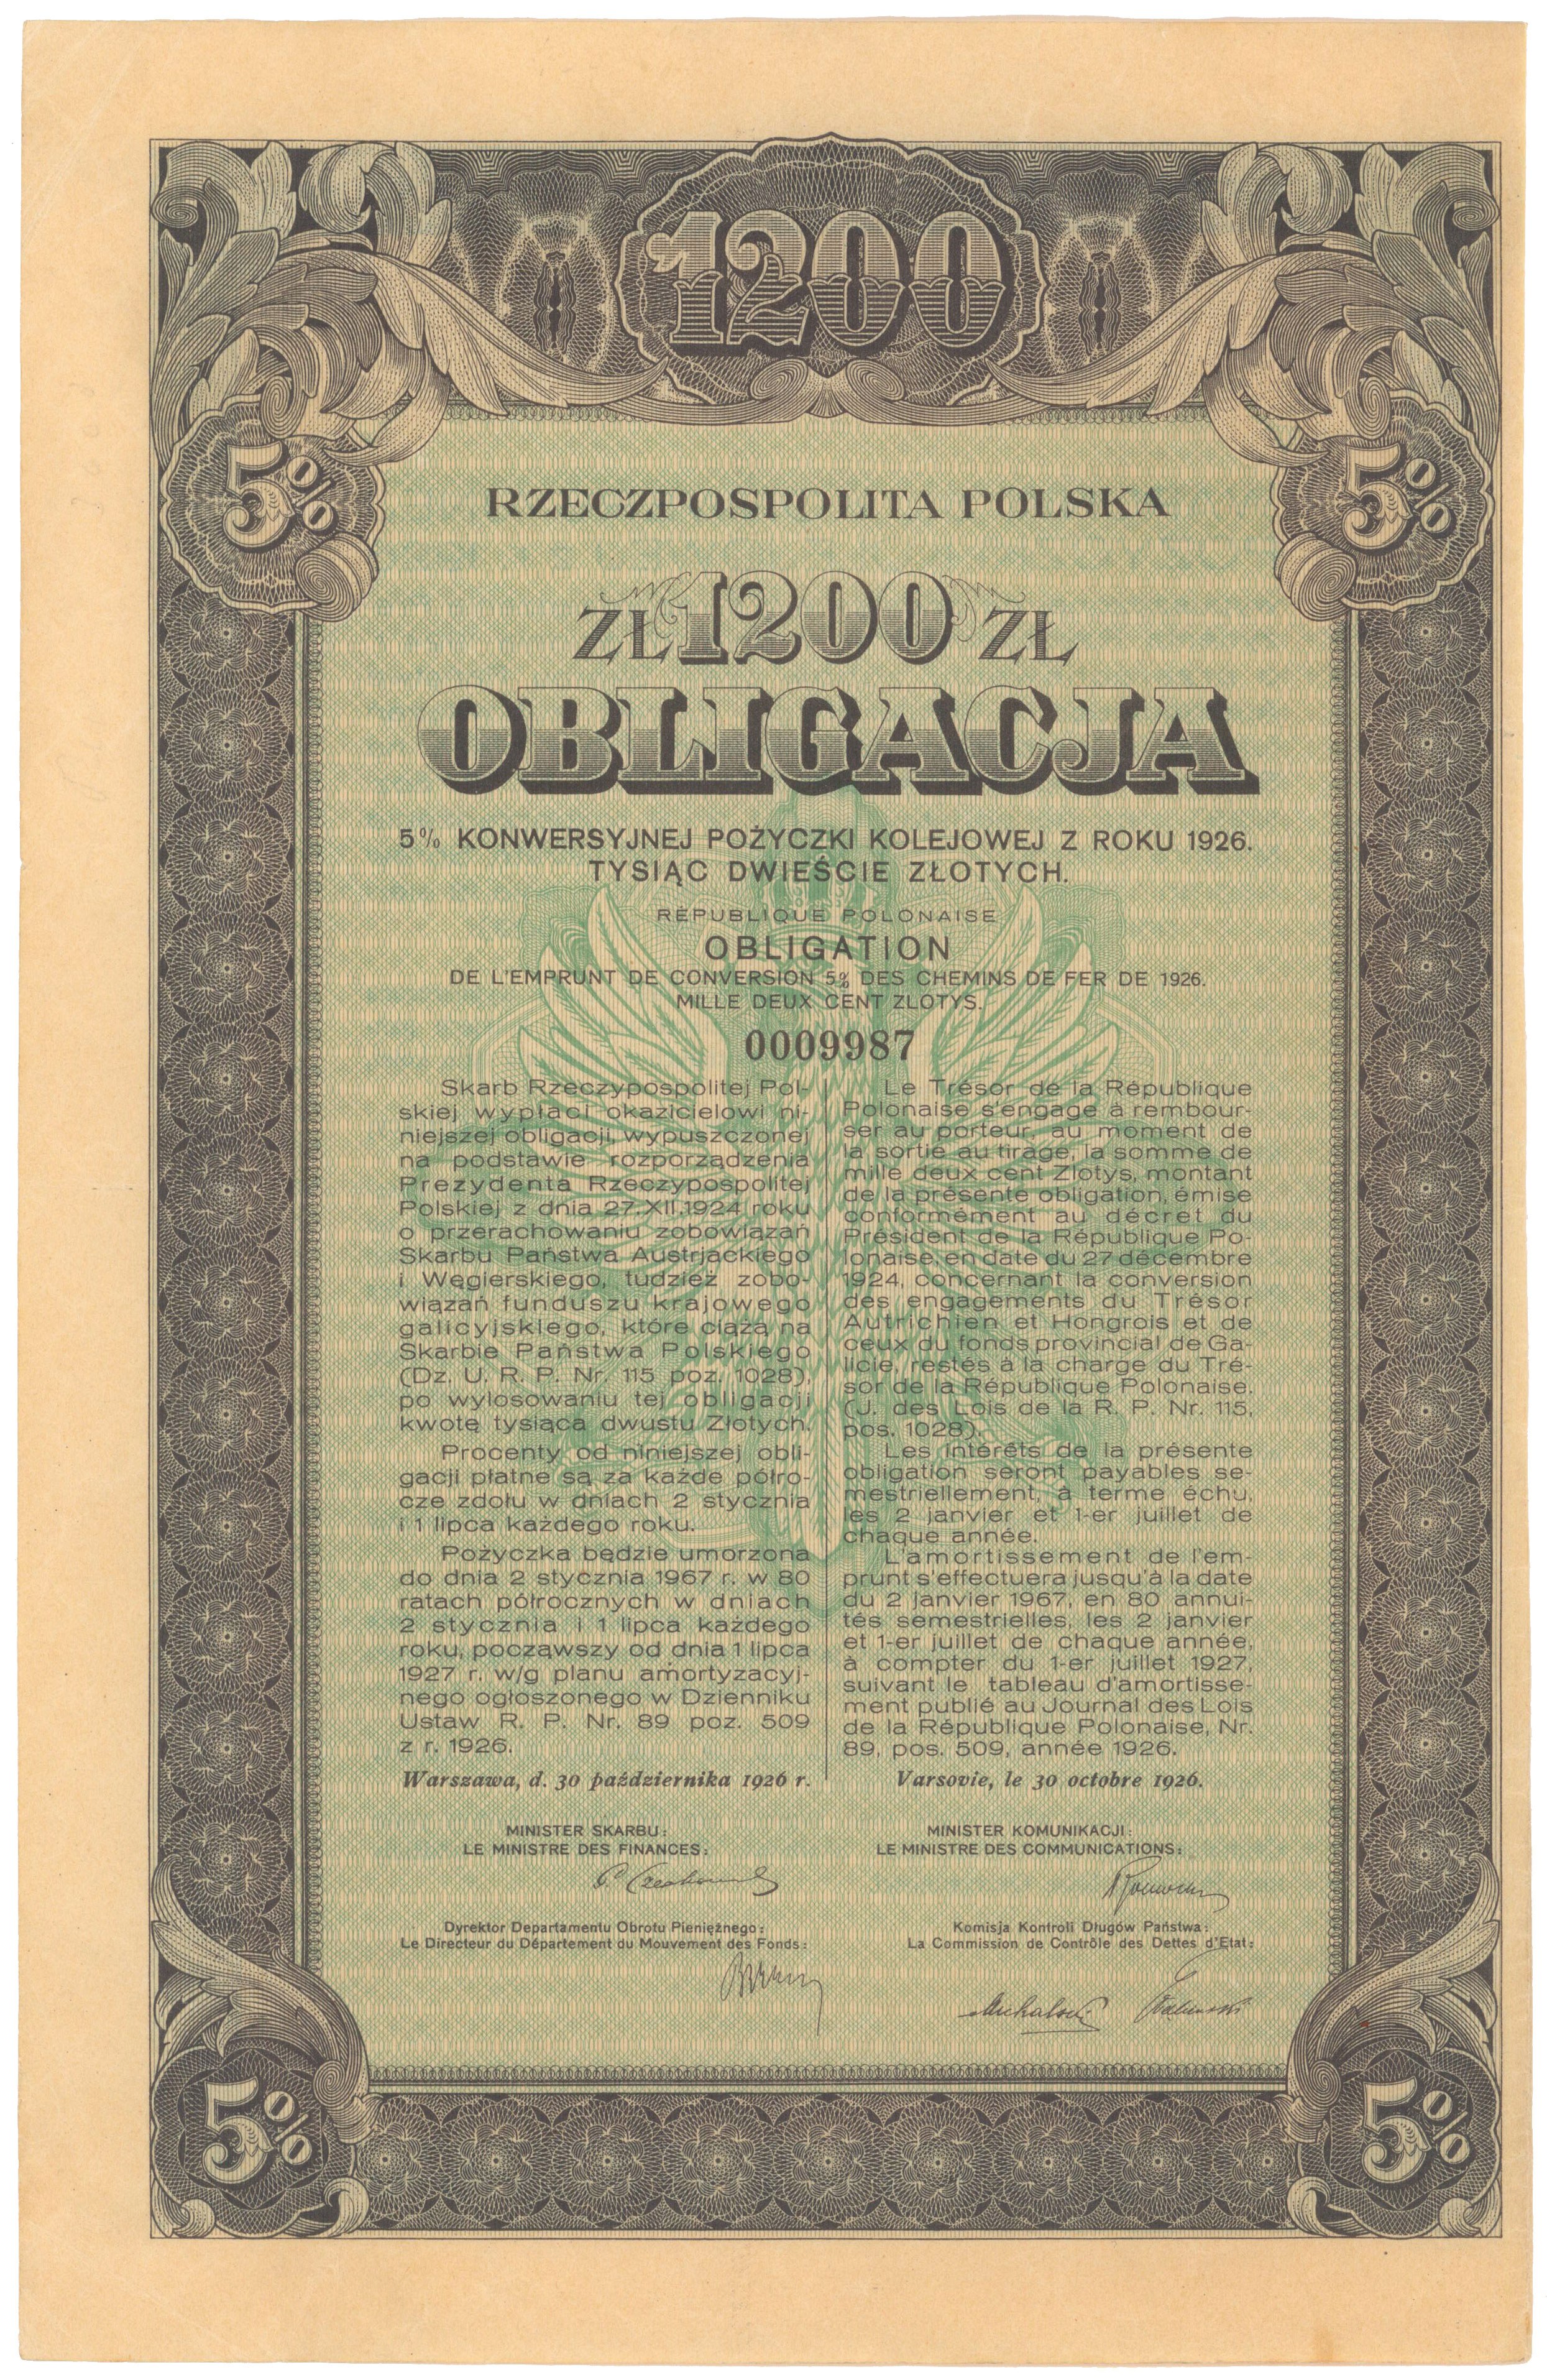 1200
5%
5%
RZECZPOSPOLITA POLSKA
ZŁ 1200 ZŁ
OBLIGACJA
5% KONWERSYJNEJ POŻYCZKI KOLEJOWEJ Z ROKU 1926.
TYSIĄC DWIEŚCIE ZŁOTYCH.
RÉPUBLIQUE POLONAISE
OBLIGATION
DE L'EMPRUNT DE CONVERSION 5% DES CHEMINS DE FER DE 1926.
MILLE DEUX CENT ZLOTYS.
0009987
Skarb Rzeczypospolitej Pol-
skiej wypłaci okazicielowi ni-
niejszej obligacji, wypuszczonej
na podstawie rozporządzenia
Prezydenta Rzeczypospolitej
Polskiej z dnia 27.XII.1924 roku
o przerachowaniu zobowiązań
Skarbu Państwa Austrjackiego
i Węgierskiego, tudzież zobo-
wiązań funduszu krajowego
galicyjskiego, które ciążą na
Skarbie Państwa Polskiego
(Dz. U. R. P. Nr. 115 poz. 1028),
po wylosowaniu tej obligacji
kwotę tysiąca dwustu Złotych.
Procenty od niniejszej obli-
gacji płatne są za każde półro-
cze zdołu w dniach 2 stycznia
i 1 lipca każdego roku.
Pożyczka będzie umorzona
do dnia 2 stycznia 1967 r. w 80
ratach półrocznych w dniach
2 stycznia i 1 lipca każdego
roku, począwszy od dnia 1 lipca
1927 r. w/g planu amortyzacyj-
nego ogłoszonego w Dzienniku
Ustaw R. P. Nr. 89 poz. 509
z r. 1926.
Warszawa, d. 30 października 1926 r.
Le Trésor de la République
Polonaise s'engage à rembour-
ser au porteur, au moment de
la sortie au tirage, la somme de
mille deux cent Zlotys, montant
de la présente obligation, émise
conformément au décret du
Président de la République Po-
lonaise, en date du 27 décembre
1924, concernant la conversion
des engagements du Trésor
Autrichien et Hongrois et de
ceux du fonds provincial de Ga-
licie, restés à la charge du Tré-
sor de la République Polonaise.
(J. des Lois de la R. P. Nr. 115,
pos. 1028).
Les intérêts de la présente
obligation seront payables se-
mestriellement, à terme échu,
les 2 janvier et 1-er juillet de
chaque année.
L'amortissement de l'em-
prunt s'effectuera jusqu'à la date
du 2 janvier 1967, en 80 annui-
tés semestrielles, les 2 janvier
et 1-er juillet de chaque année,
à compter du 1-er juillet 1927,
suivant le tableau d'amortisse-
ment publié au Journal des Lois
de la République Polonaise, Nr.
89, pos. 509, année 1926.
Varsovie, le 30 octobre 1926.
MINISTER SKARBU:
LE MINISTRE DES FINANCES:
MINISTER KOMUNIKACJI:
LE MINISTRE DES COMMUNICATIONS:
Dyrektor Departamentu Obrotu Pieniężnego:
Le Directeur du Département du Mouvement des Fonds:
Komisja Kontroli Długów Państwa:
La Commission de Contrôle des Dettes d'Etat:
Michalski
5%
5%